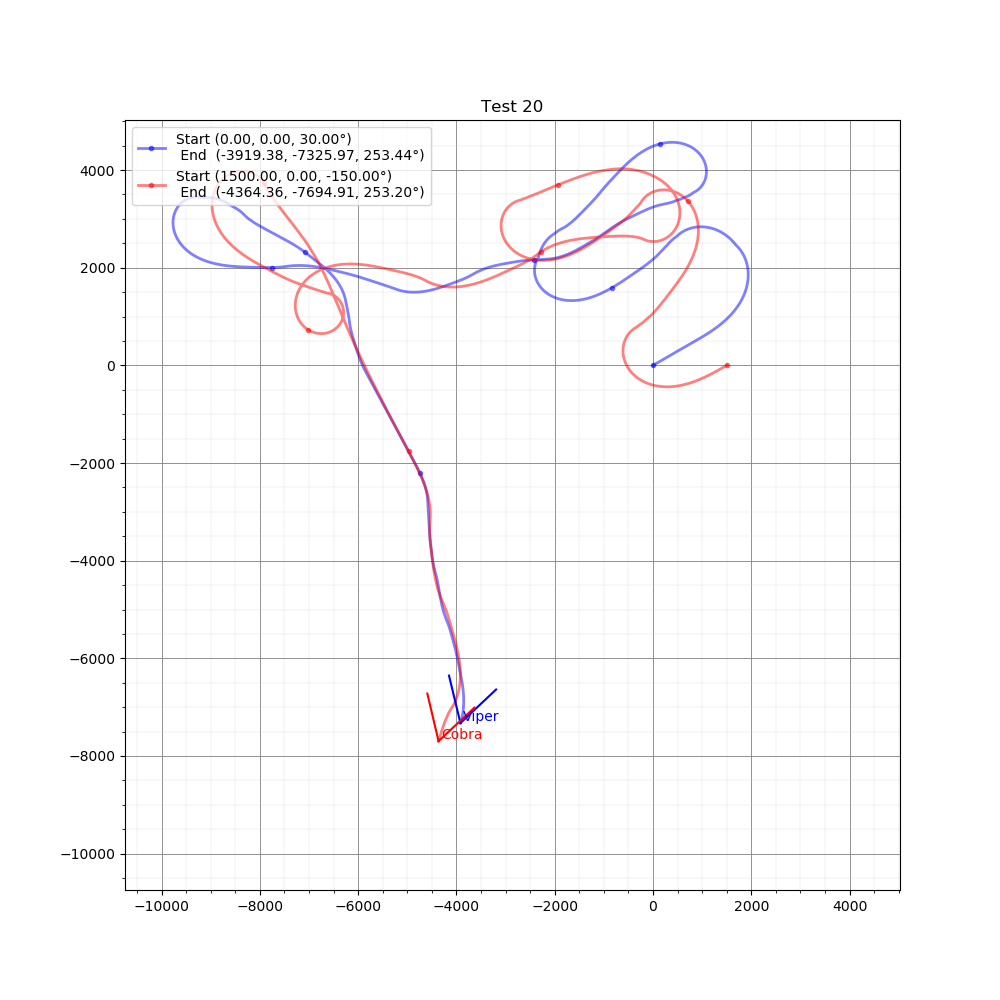 Test 20
Start (0.00, 0.00, 30.00°)
End  (-3919.38, -7325.97, 253.44°)
Start (1500.00, 0.00, -150.00°)
End  (-4364.36, -7694.91, 253.20°)
4000
2000
0
−2000
−4000
−6000
−8000
−10000
Viper
Cobra
−10000 −8000 −6000 −4000 −2000 0 2000 4000